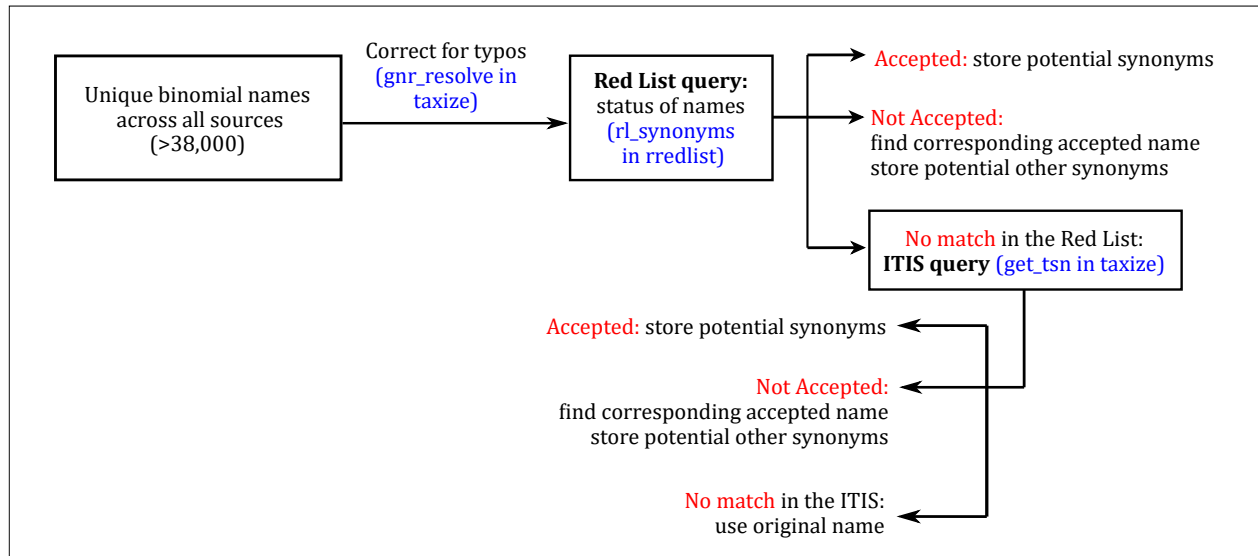 Unique binomial names
across all sources
(>38,000)
Correct for typos
(gnr_resolve in
taxize)
Red List query:
status of names
(rl_synonyms
in rredlist)
Accepted: store potential synonyms
Not Accepted:
find corresponding accepted name
store potential other synonyms
No match in the Red List:
ITIS query (get_tsn in taxize)
Accepted: store potential synonyms
Not Accepted:
find corresponding accepted name
store potential other synonyms
No match in the ITIS:
use original name